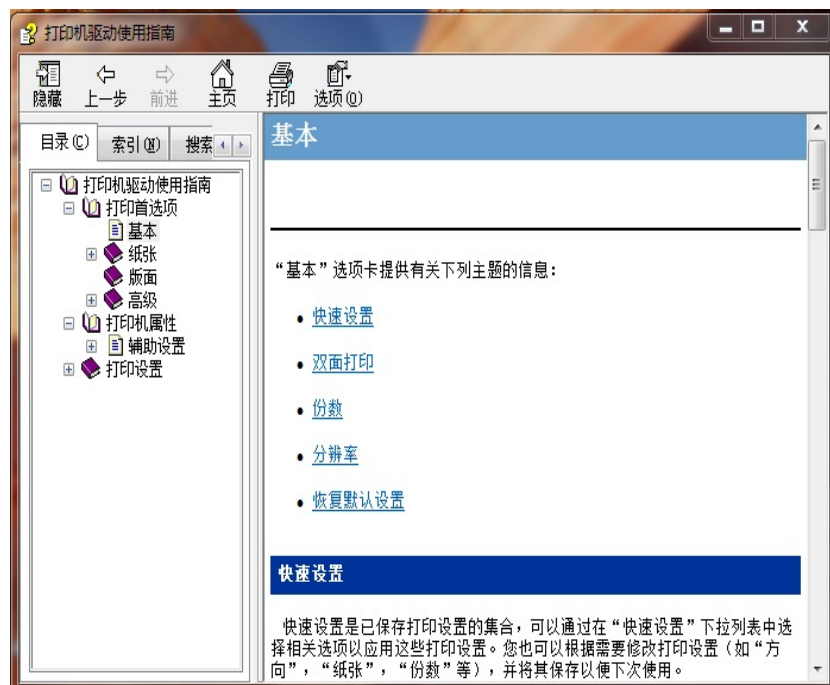 打印机驱动使用指南
隐藏 上一步 前进 主页 打印 选项(O)
目录(C) 索引(N) 搜索
打印机驱动使用指南
打印首选项
基本
纸张
版面
高级
打印机属性
辅助设置
打印设置
基本
“基本”选项卡提供有关下列主题的信息：
快速设置
双面打印
份数
分辨率
恢复默认设置
快速设置
快速设置是已保存打印设置的集合，可以通过在“快速设置”下拉列表中选
择相关选项以应用这些打印设置。您也可以根据需要修改打印设置（如“方
向”，“纸张”，“份数”等），并将其保存以便下次使用。